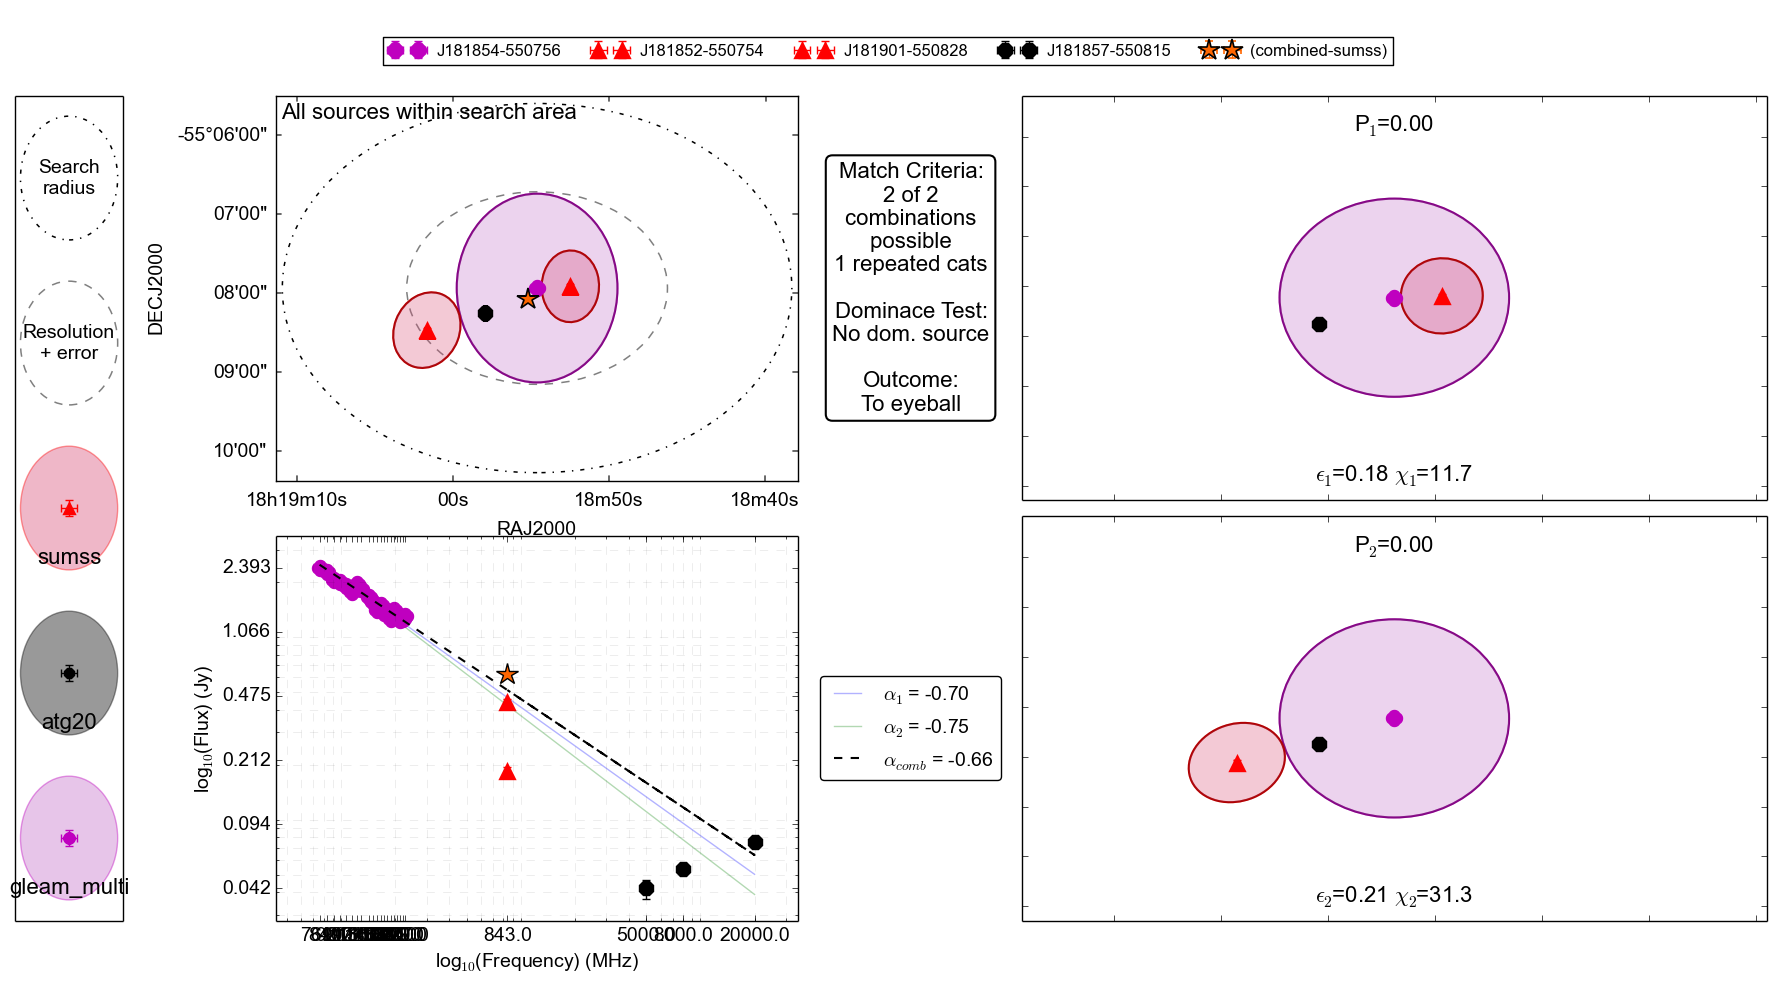 J181854-550756 J181852-550754 J181901-550828 J181857-550815 (combined-sumss)
Search
radius
Resolution
+ error
sumss
atg20
gleam_multi
All sources within search area
DECJ2000
-55°06'00"
07'00"
08'00"
09'00"
10'00"
18h19m10s 00s 18m50s 18m40s
RAJ2000
Match Criteria:
2 of 2
combinations
possible
1 repeated cats
Dominace Test:
No dom. source
Outcome:
To eyeball
P1=0.00
ϵ1=0.18 χ1=11.7
P2=0.00
ϵ2=0.21 χ2=31.3
log10(Flux) (Jy)
2.393
1.066
0.475
0.212
0.094
0.042
843.0 5000.0 8000.0 20000.0
log10(Frequency) (MHz)
α1 = -0.70
α2 = -0.75
αcomb = -0.66